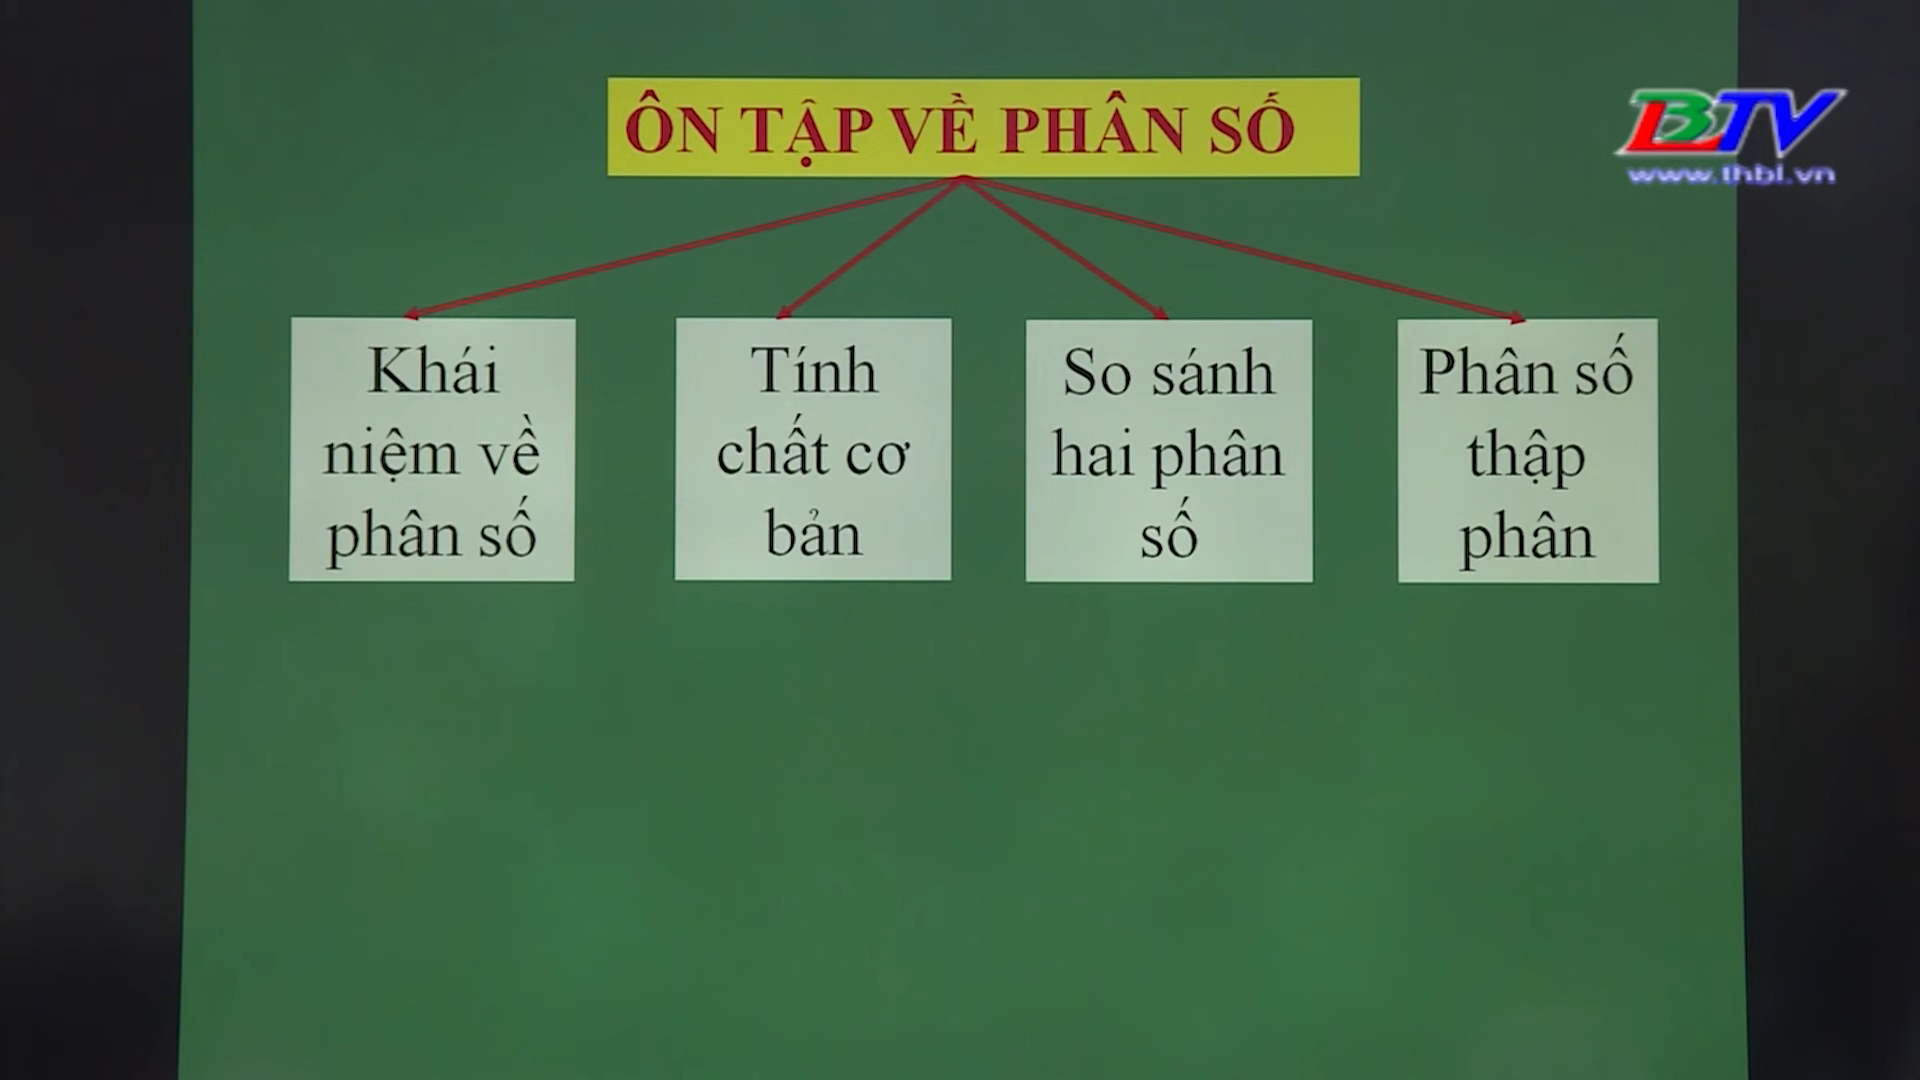 ÔN TẬP VỀ PHÂN SỐ
BTV
www.thbl.vn
Khái
niệm về
phân số
Tính
chất cơ
bản
So sánh
hai phân
số
Phân số
thập
phân